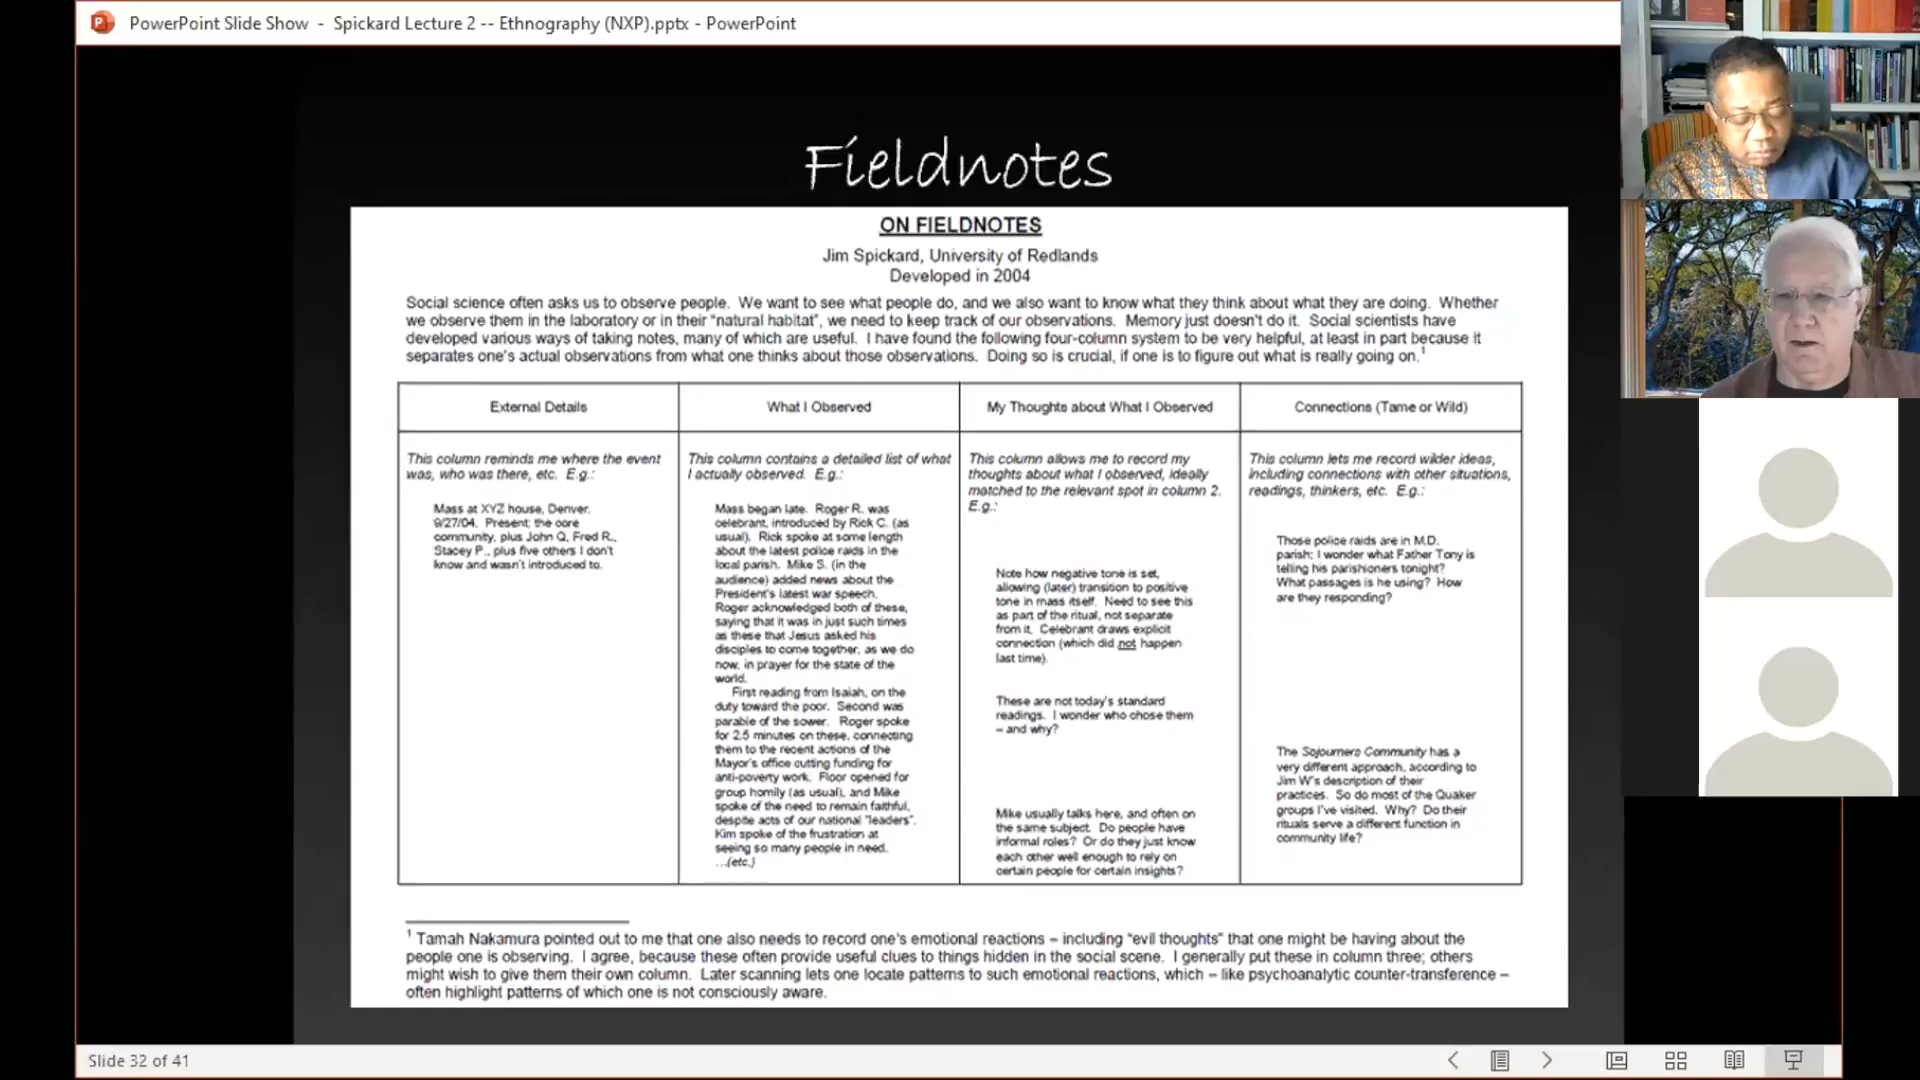 PowerPoint Slide Show - Spickard Lecture 2 -- Ethnography (NXP).pptx - PowerPoint
Fieldnotes
ON FIELDNOTES
Jim Spickard, University of Redlands
Developed in 2004
Social science often asks us to observe people. We want to see what people do, and we also want to know what they think about what they are doing. Whether
we observe them in the laboratory or in their "natural habitat", we need to keep track of our observations. Memory just doesn't do it. Social scientists have
developed various ways of taking notes, many of which are useful. I have found the following four-column system to be very helpful, at least in part because it
separates one's actual observations from what one thinks about those observations. Doing so is crucial, if one is to figure out what is really going on.1
External Details
This column reminds me where the event
was, who was there, etc. E.g.:
Mass at XYZ house, Denver,
9/27/04. Present; the core
community, plus John Q, Fred R.,
Stacey P., plus five others I don't
know and wasn't introduced to.
What I Observed
This column contains a detailed list of what
I actually observed. E.g.:
Mass began late. Roger R. was
celebrant, introduced by Rick C. (as
usual). Rick spoke at some length
about the latest police raids in the
local parish. Mike S. (in the
audience) added news about the
President's latest war speech.
Roger acknowledged both of these,
saying that it was in just such times
as these that Jesus asked his
disciples to come together, as we do
now, in prayer for the state of the
world.
First reading from Isaiah, on the
duty toward the poor. Second was
parable of the sower. Roger spoke
for 2.5 minutes on these, connecting
them to the recent actions of the
Mayor's office cutting funding for
anti-poverty work. Floor opened for
group homily (as usual), and Mike
spoke of the need to remain faithful,
despite acts of our national "leaders".
Kim spoke of the frustration at
seeing so many people in need.
...(etc.)
My Thoughts about What I Observed
This column allows me to record my
thoughts about what I observed, ideally
matched to the relevant spot in column 2.
E.g.:
Note how negative tone is set,
allowing (later) transition to positive
tone in mass itself. Need to see this
as part of the ritual, not separate
from it. Celebrant draws explicit
connection (which did not happen
last time).
These are not today's standard
readings. I wonder who chose them
– and why?
Mike usually talks here, and often on
the same subject. Do people have
informal roles? Or do they just know
each other well enough to rely on
certain people for certain insights?
Connections (Tame or Wild)
This column lets me record wilder ideas,
including connections with other situations,
readings, thinkers, etc. E.g.:
Those police raids are in M.D.
parish; I wonder what Father Tony is
telling his parishioners tonight?
What passages is he using? How
are they responding?
The Sojourners Community has a
very different approach, according to
Jim W's description of their
practices. So do most of the Quaker
groups I've visited. Why? Do their
rituals serve a different function in
community life?
1 Tamah Nakamura pointed out to me that one also needs to record one's emotional reactions – including "evil thoughts" that one might be having about the
people one is observing. I agree, because these often provide useful clues to things hidden in the social scene. I generally put these in column three; others
might wish to give them their own column. Later scanning lets one locate patterns to such emotional reactions, which – like psychoanalytic counter-transference –
often highlight patterns of which one is not consciously aware.
Slide 32 of 41